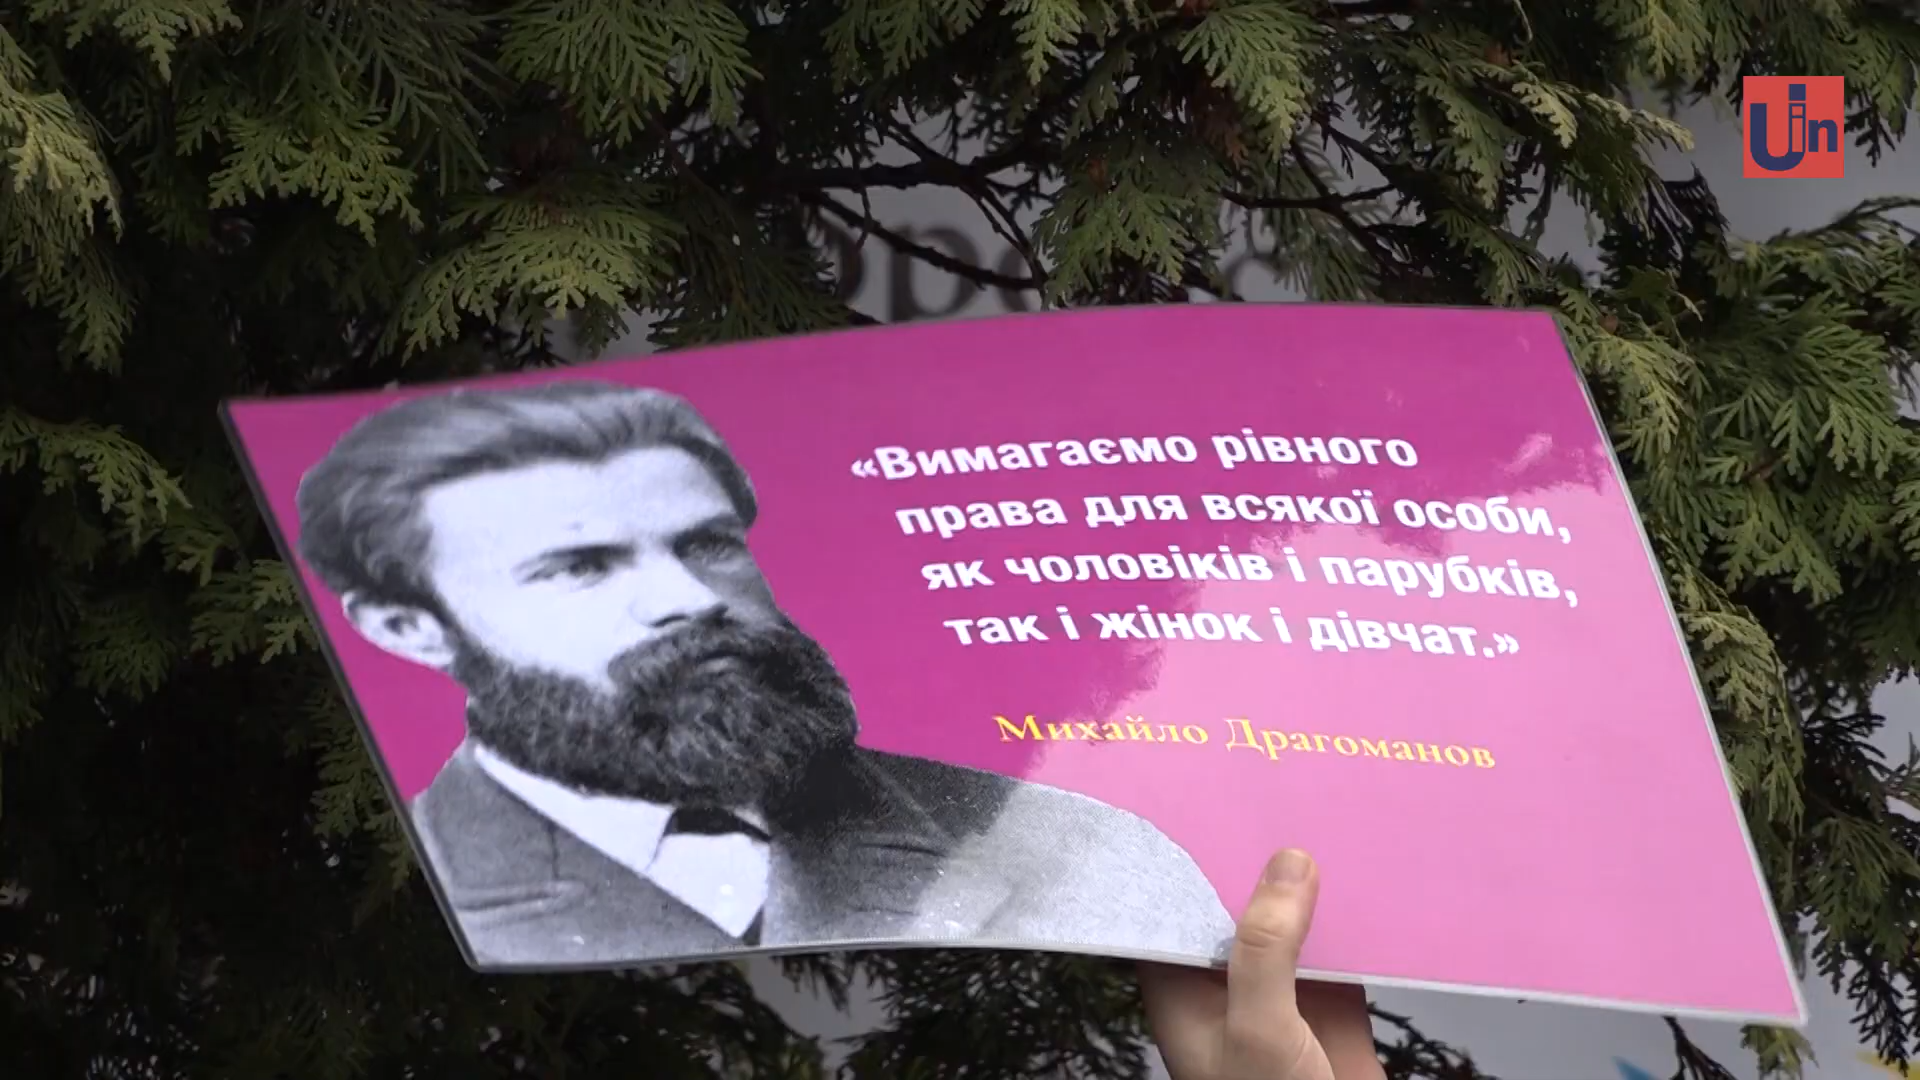 Uin
«Вимагаємо рівного
права для всякої особи,
як чоловіків і парубків,
так і жінок і дівчат.»
Михайло Драгоманов